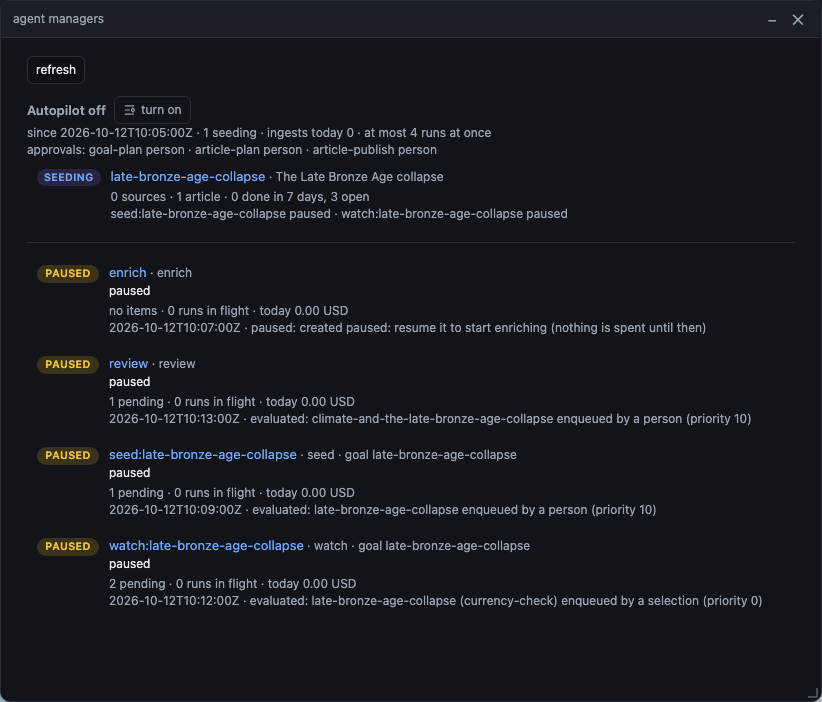 agent managers
refresh
Autopilot off turn on
since 2026-10-12T10:05:00Z · 1 seeding · ingests today 0 · at most 4 runs at once
approvals: goal-plan person · article-plan person · article-publish person
SEEDING late-bronze-age-collapse · The Late Bronze Age collapse
0 sources · 1 article · 0 done in 7 days, 3 open
seed:late-bronze-age-collapse paused · watch:late-bronze-age-collapse paused
PAUSED enrich · enrich
paused
no items · 0 runs in flight · today 0.00 USD
2026-10-12T10:07:00Z · paused: created paused: resume it to start enriching (nothing is spent until then)
PAUSED review · review
paused
1 pending · 0 runs in flight · today 0.00 USD
2026-10-12T10:13:00Z · evaluated: climate-and-the-late-bronze-age-collapse enqueued by a person (priority 10)
PAUSED seed:late-bronze-age-collapse · seed · goal late-bronze-age-collapse
paused
1 pending · 0 runs in flight · today 0.00 USD
2026-10-12T10:09:00Z · evaluated: late-bronze-age-collapse enqueued by a person (priority 10)
PAUSED watch:late-bronze-age-collapse · watch · goal late-bronze-age-collapse
paused
2 pending · 0 runs in flight · today 0.00 USD
2026-10-12T10:12:00Z · evaluated: late-bronze-age-collapse (currency-check) enqueued by a selection (priority 0)